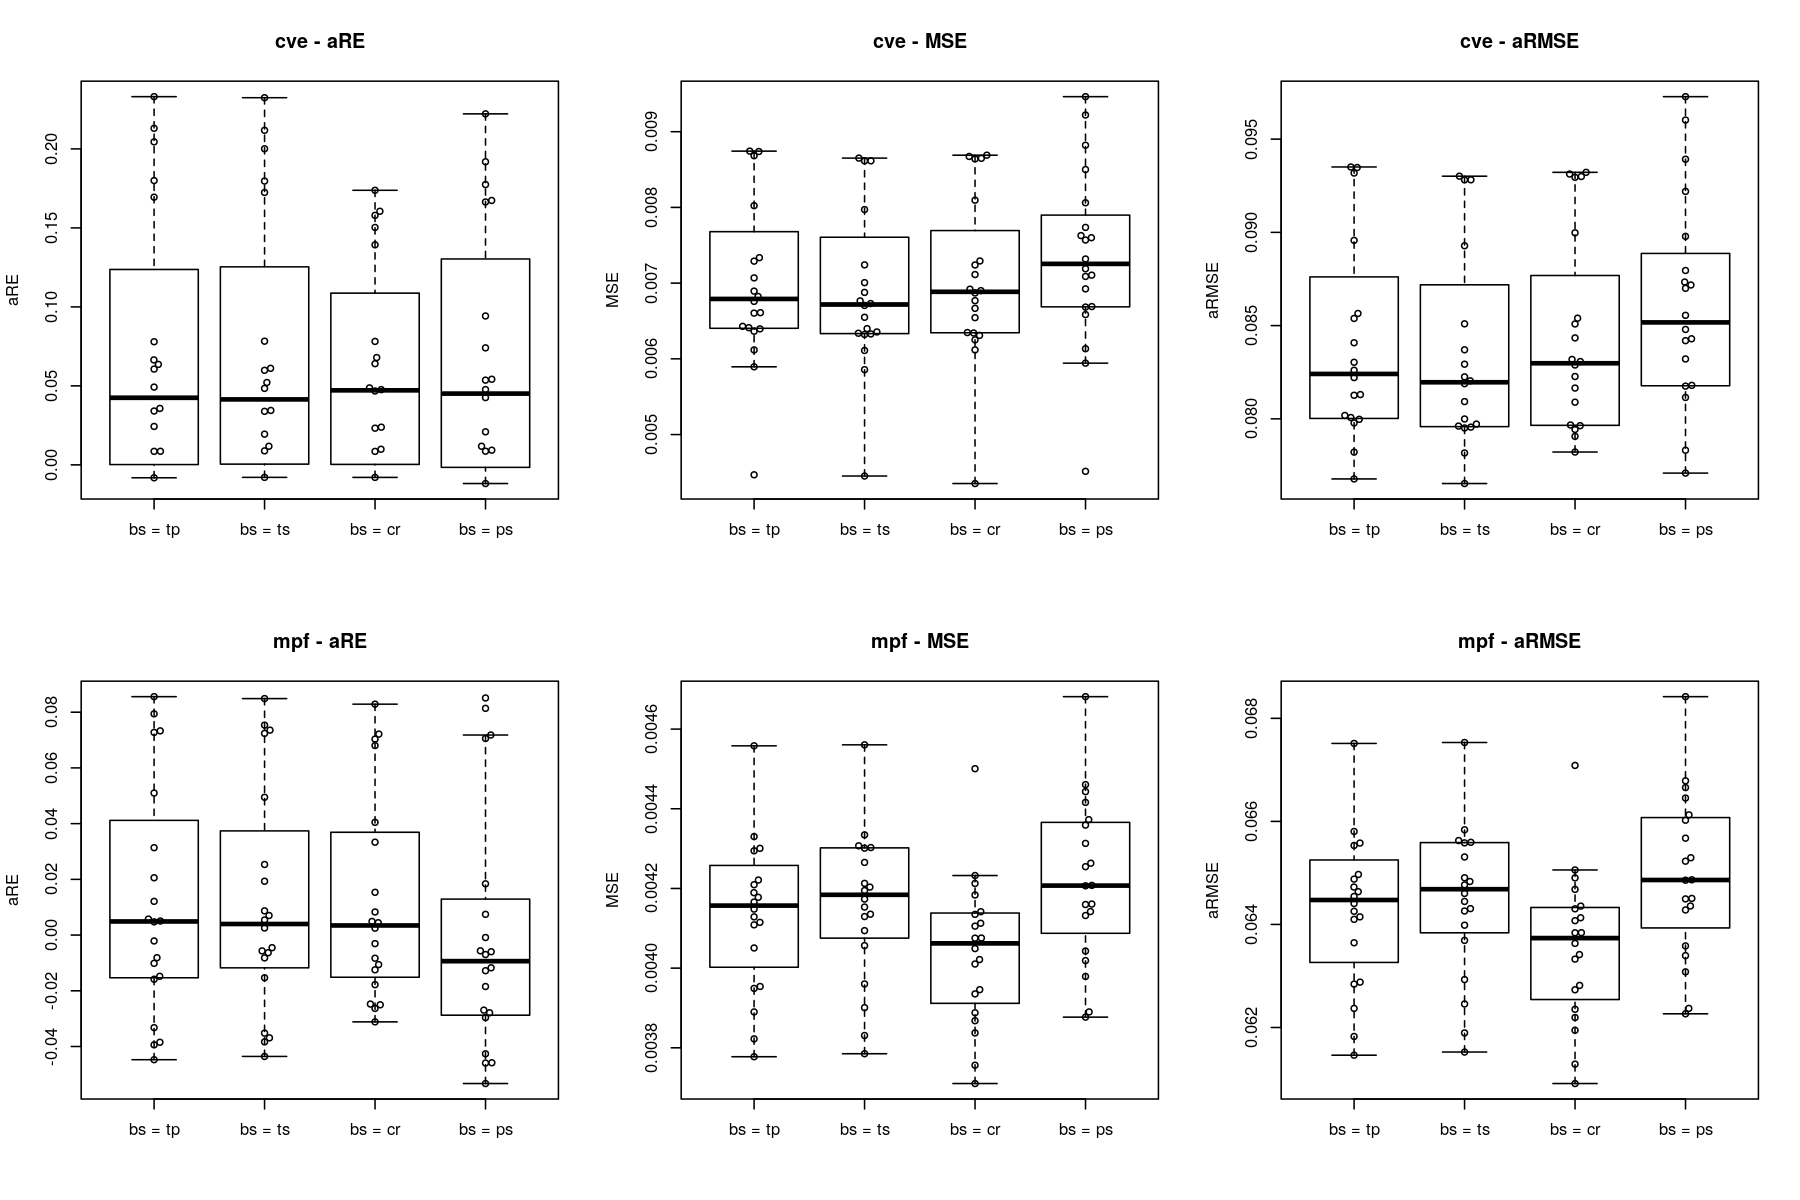 cve - aRE
aRE
0.00 0.05 0.10 0.15 0.20
bs = tp bs = ts bs = cr bs = ps
cve - MSE
MSE
0.005 0.006 0.007 0.008 0.009
bs = tp bs = ts bs = cr bs = ps
cve - aRMSE
aRMSE
0.080 0.085 0.090 0.095
bs = tp bs = ts bs = cr bs = ps
mpf - aRE
aRE
-0.04 -0.02 0.00 0.02 0.04 0.06 0.08
bs = tp bs = ts bs = cr bs = ps
mpf - MSE
MSE
0.0038 0.0040 0.0042 0.0044 0.0046
bs = tp bs = ts bs = cr bs = ps
mpf - aRMSE
aRMSE
0.062 0.064 0.066 0.068
bs = tp bs = ts bs = cr bs = ps